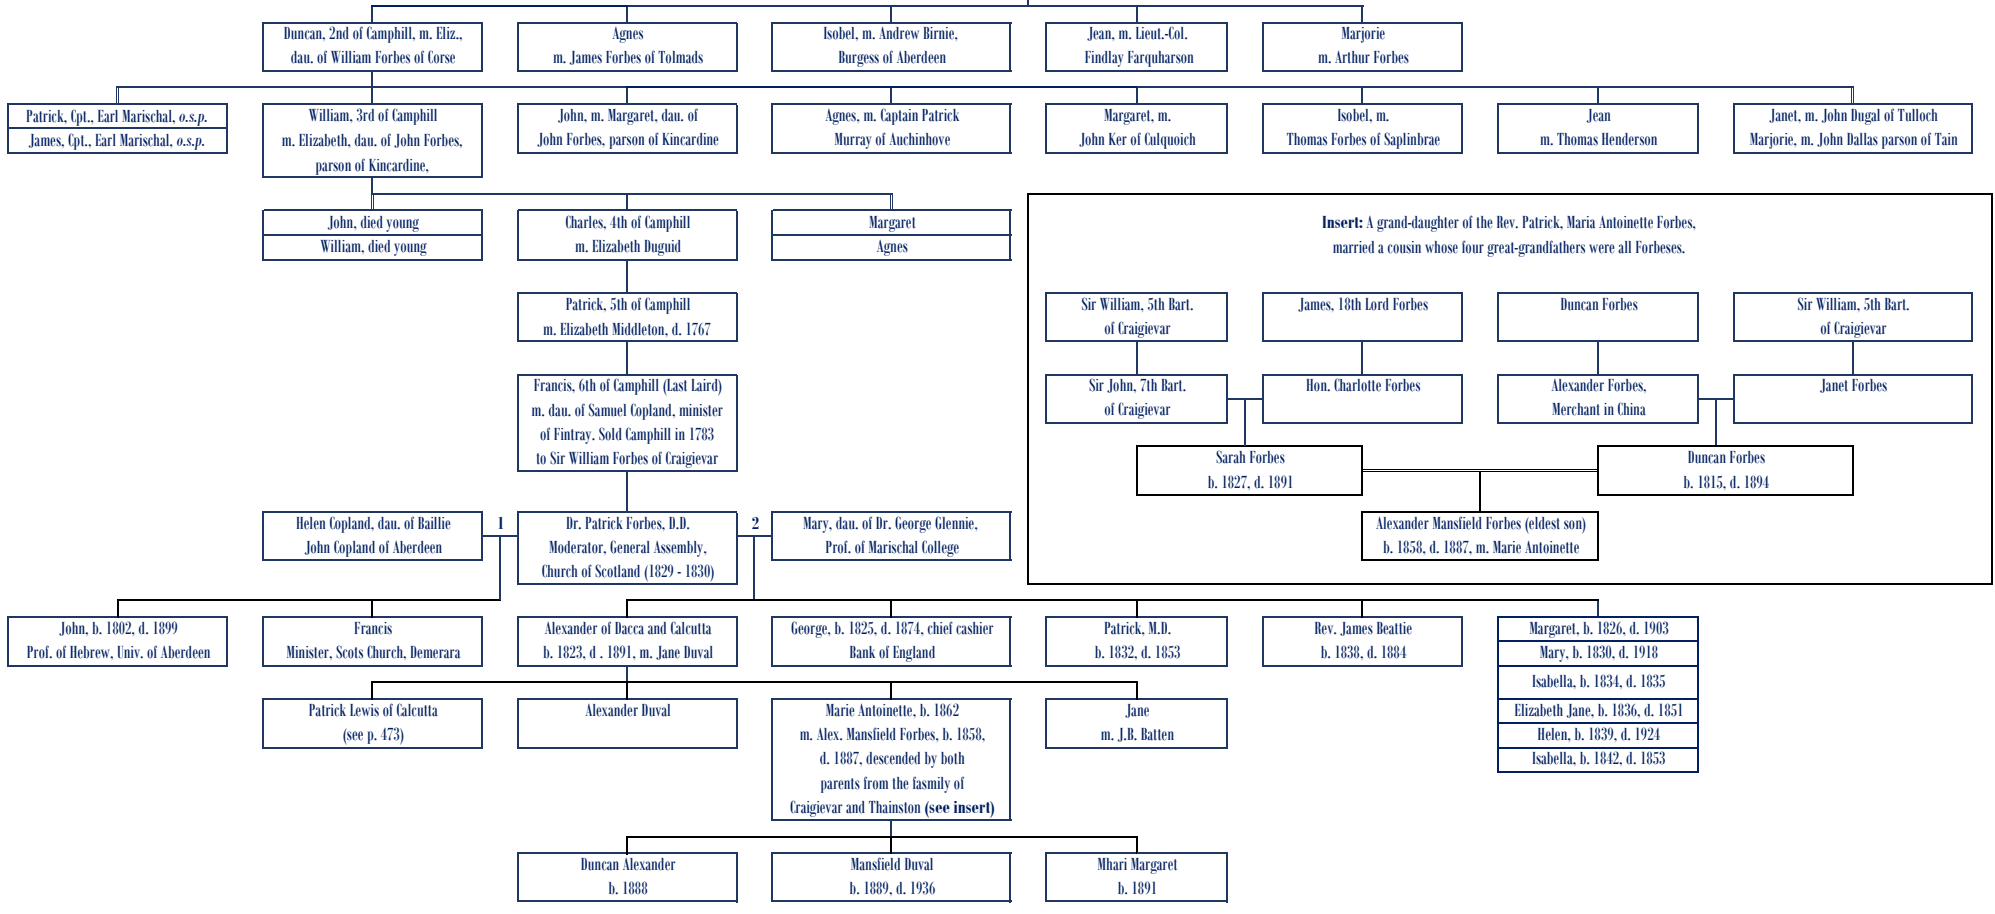 Duncan, 2nd of Camphill, m. Eliz.,
dau. of William Forbes of Corse
Agnes
m. James Forbes of Tolmads
Isobel, m. Andrew Birnie,
Burgess of Aberdeen
Jean, m. Lieut.-Col.
Findlay Farquharson
Marjorie
m. Arthur Forbes
Patrick, Cpt., Earl Marischal, o.s.p.
James, Cpt., Earl Marischal, o.s.p.
William, 3rd of Camphill
m. Elizabeth, dau. of John Forbes,
parson of Kincardine,
John, m. Margaret, dau. of
John Forbes, parson of Kincardine
Agnes, m. Captain Patrick
Murray of Auchinhove
Margaret, m.
John Ker of Culquoich
Isobel, m.
Thomas Forbes of Saplinbrae
Jean
m. Thomas Henderson
Janet, m. John Dugal of Tulloch
Marjorie, m. John Dallas parson of Tain
John, died young
William, died young
Charles, 4th of Camphill
m. Elizabeth Duguid
Margaret
Agnes
Insert: A grand-daughter of the Rev. Patrick, Maria Antoinette Forbes,
married a cousin whose four great-grandfathers were all Forbeses.
Patrick, 5th of Camphill
m. Elizabeth Middleton, d. 1767
Sir William, 5th Bart.
of Craigievar
James, 18th Lord Forbes
Duncan Forbes
Sir William, 5th Bart.
of Craigievar
Francis, 6th of Camphill (Last Laird)
m. dau. of Samuel Copland, minister
of Fintray. Sold Camphill in 1783
to Sir William Forbes of Craigievar
Sir John, 7th Bart.
of Craigievar
Hon. Charlotte Forbes
Alexander Forbes,
Merchant in China
Janet Forbes
Sarah Forbes
b. 1827, d. 1891
Duncan Forbes
b. 1815, d. 1894
Helen Copland, dau. of Baillie
John Copland of Aberdeen
1
Dr. Patrick Forbes, D.D.
Moderator, General Assembly,
Church of Scotland (1829 - 1830)
2
Mary, dau. of Dr. George Glennie,
Prof. of Marischal College
Alexander Mansfield Forbes (eldest son)
b. 1858, d. 1887, m. Marie Antoinette
John, b. 1802, d. 1899
Prof. of Hebrew, Univ. of Aberdeen
Francis
Minister, Scots Church, Demerara
Alexander of Dacca and Calcutta
b. 1823, d . 1891, m. Jane Duval
George, b. 1825, d. 1874, chief cashier
Bank of England
Patrick, M.D.
b. 1832, d. 1853
Rev. James Beattie
b. 1838, d. 1884
Margaret, b. 1826, d. 1903
Mary, b. 1830, d. 1918
Isabella, b. 1834, d. 1835
Elizabeth Jane, b. 1836, d. 1851
Helen, b. 1839, d. 1924
Isabella, b. 1842, d. 1853
Patrick Lewis of Calcutta
(see p. 473)
Alexander Duval
Marie Antoinette, b. 1862
m. Alex. Mansfield Forbes, b. 1858,
d. 1887, descended by both
parents from the fasmily of
Craigievar and Thainston (see insert)
Jane
m. J.B. Batten
Duncan Alexander
b. 1888
Mansfield Duval
b. 1889, d. 1936
Mhari Margaret
b. 1891